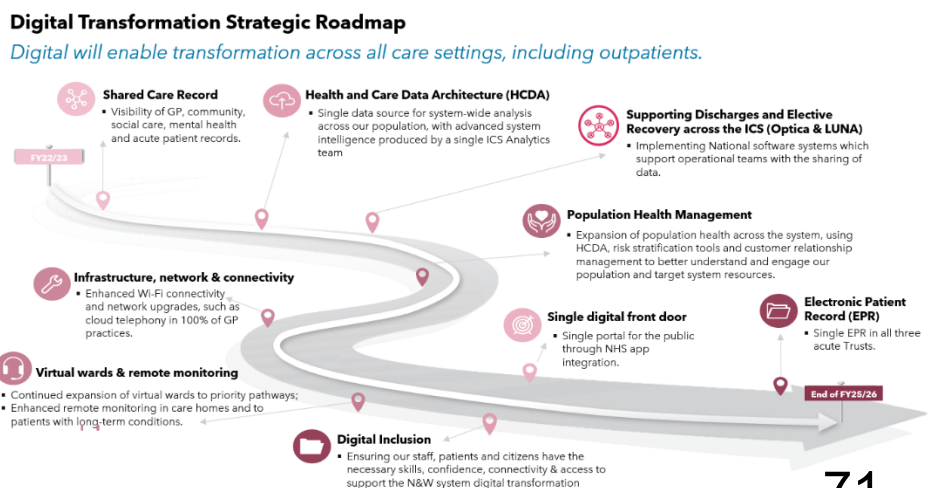 Digital Transformation Strategic Roadmap
Digital will enable transformation across all care settings, including outpatients.
Shared Care Record
▪ Visibility of GP, community,
social care, mental health
and acute patient records.
Health and Care Data Architecture (HCDA)
▪ Single data source for system-wide analysis
across our population, with advanced system
intelligence produced by a single ICS Analytics
team
Supporting Discharges and Elective
Recovery across the ICS (Optica & LUNA)
▪ Implementing National software systems which
support operational teams with the sharing of
data.
FY22/23
Population Health Management
▪ Expansion of population health across the system, using
HCDA, risk stratification tools and customer relationship
management to better understand and engage our
population and target system resources.
Infrastructure, network & connectivity
▪ Enhanced Wi-Fi connectivity
and network upgrades, such as
cloud telephony in 100% of GP
practices.
Single digital front door
▪ Single portal for the public
through NHS app
integration.
Electronic Patient
Record (EPR)
▪ Single EPR in all three
acute Trusts.
Virtual wards & remote monitoring
▪ Continued expansion of virtual wards to priority pathways;
▪ Enhanced remote monitoring in care homes and to
patients with long-term conditions.
End of FY25/26
Digital Inclusion
▪ Ensuring our staff, patients and citizens have the
necessary skills, confidence, connectivity & access to
support the N&W system digital transformation
71